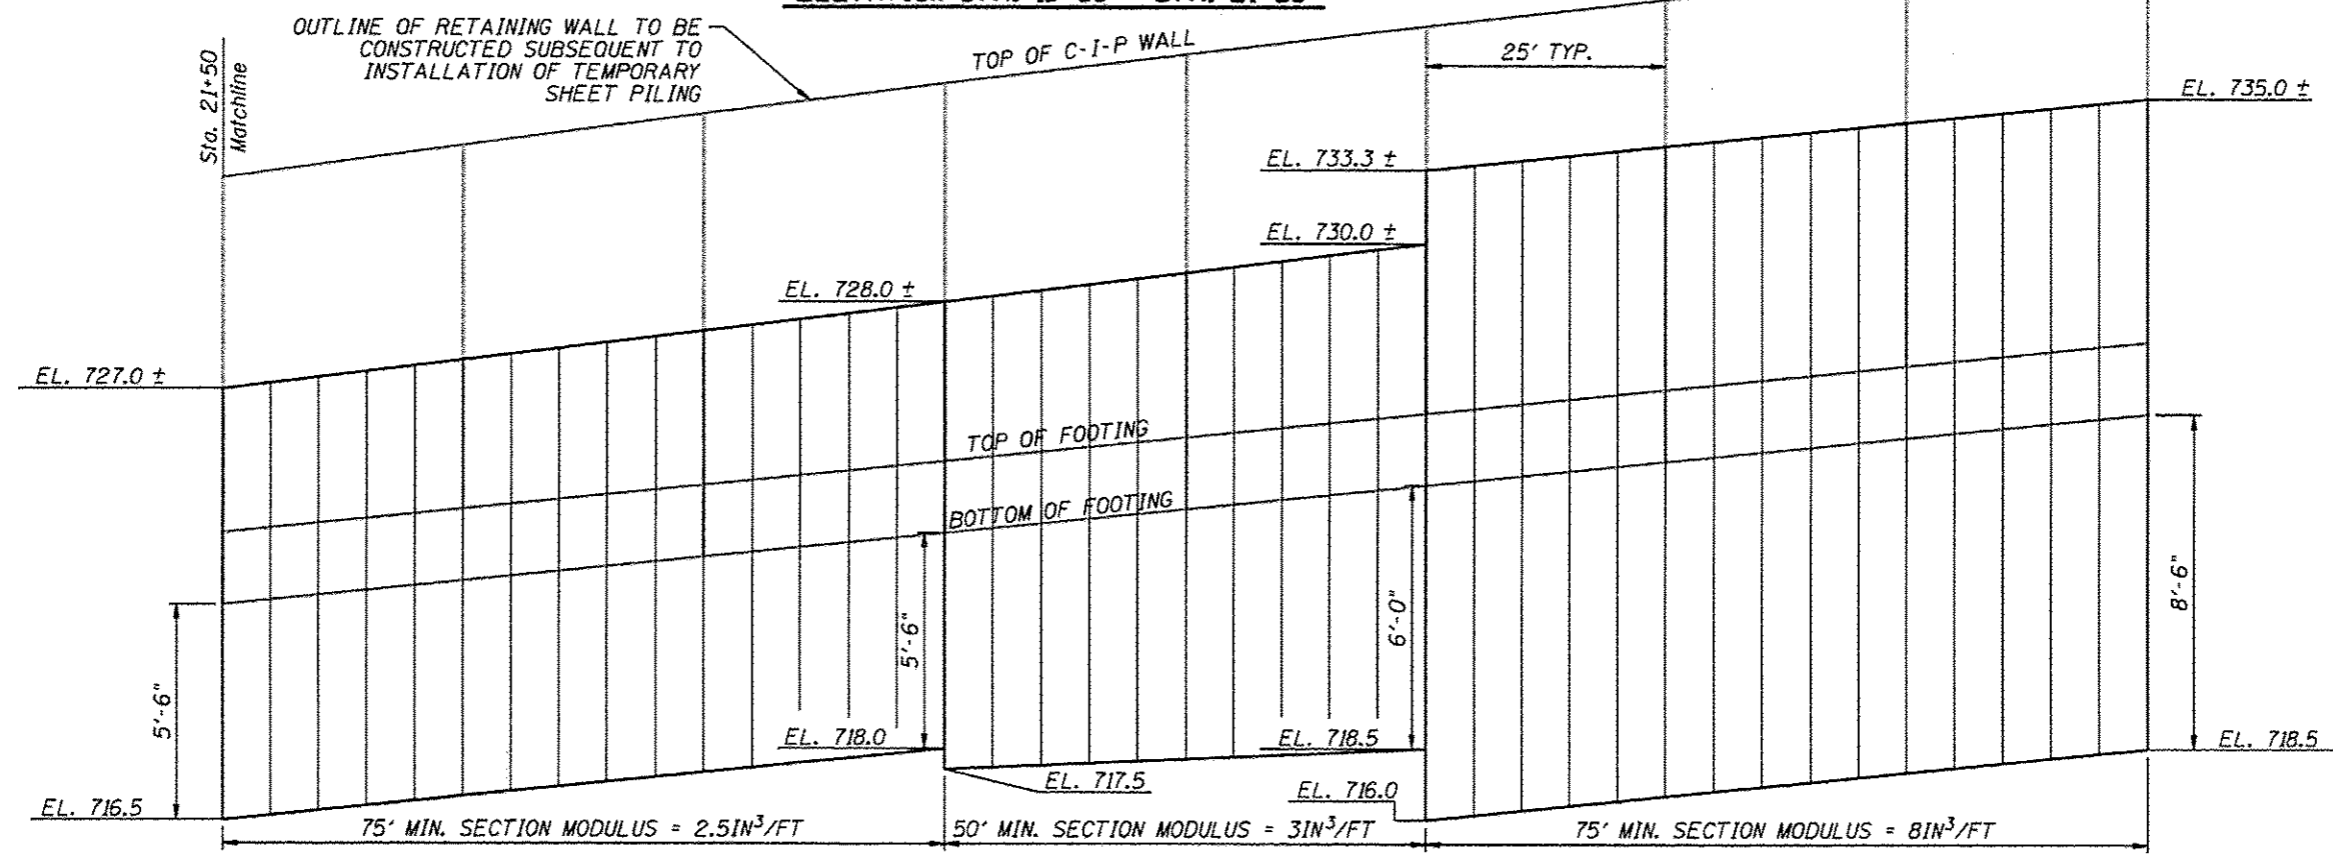 OUTLINE OF RETAINING WALL TO BE
CONSTRUCTED SUBSEQUENT TO
INSTALLATION OF TEMPORARY
SHEET PILING
Sta. 21+50
Matchline
TOP OF C-I-P WALL
25' TYP.
EL. 735.0 ±
EL. 733.3 ±
EL. 730.0 ±
EL. 728.0 ±
EL. 727.0 ±
TOP OF FOOTING
BOTTOM OF FOOTING
5'-6"
5'-6"
6'-0"
8'-6"
EL. 718.0
EL. 718.5
EL. 718.5
EL. 717.5
EL. 716.0
EL. 716.5
75' MIN. SECTION MODULUS = 2.5IN³/FT
50' MIN. SECTION MODULUS = 3IN³/FT
75' MIN. SECTION MODULUS = 8IN³/FT